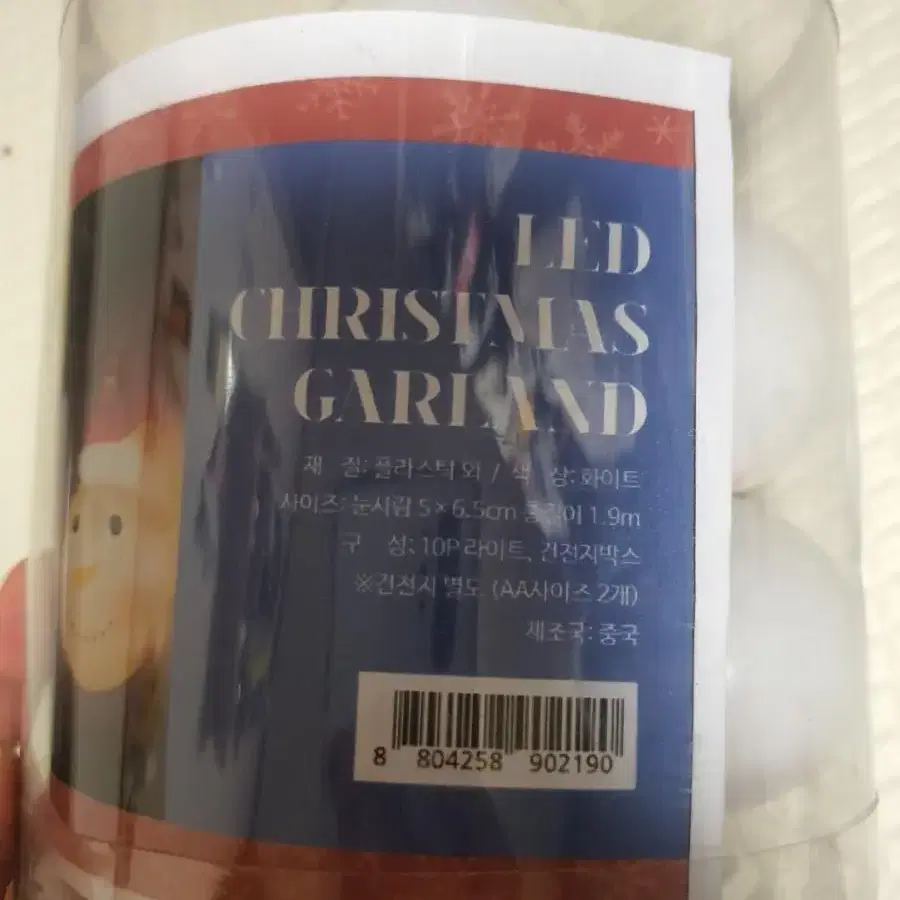 LED
CHRISTMAS
GARLAND
재 질: 플라스틱 외 / 색 상: 화이트
사이즈: 눈사람 5×6.5cm 총길이 1.9m
구 성: 10P 라이트, 건전지박스
※건전지 별도 (AA사이즈 2개)
제조국: 중국
8 804258 902190